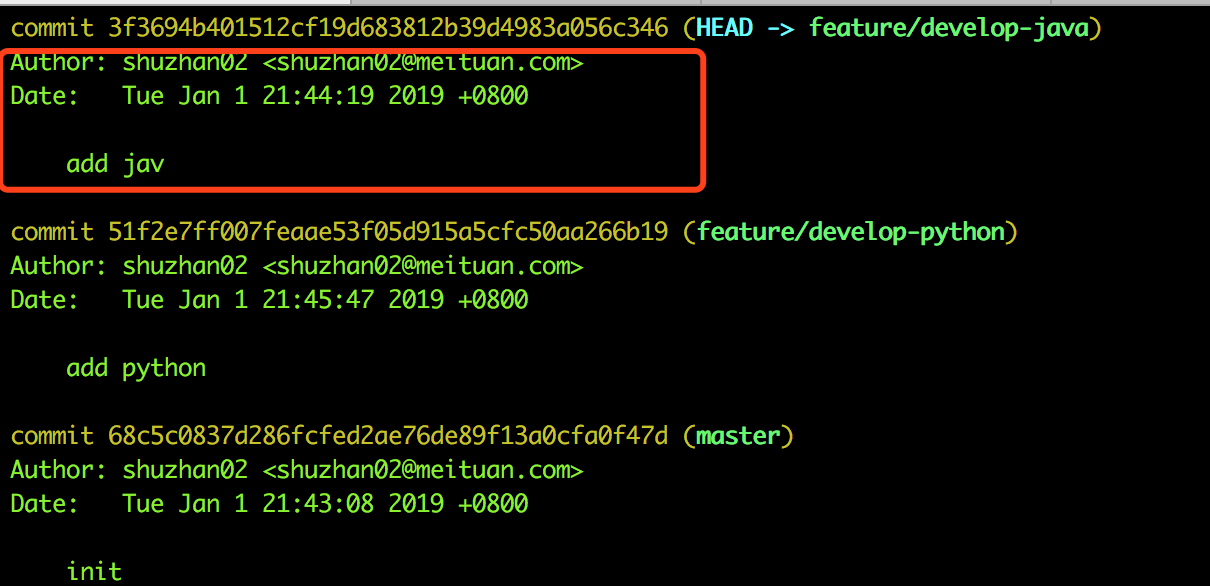 commit 3f3694b401512cf19d683812b39d4983a056c346 (HEAD -> feature/develop-java)
Author: shuzhan02 <shuzhan02@meituan.com>
Date:   Tue Jan 1 21:44:19 2019 +0800
add jav
commit 51f2e7ff007feaae53f05d915a5cfc50aa266b19 (feature/develop-python)
Author: shuzhan02 <shuzhan02@meituan.com>
Date:   Tue Jan 1 21:45:47 2019 +0800
add python
commit 68c5c0837d286fcfed2ae76de89f13a0cfa0f47d (master)
Author: shuzhan02 <shuzhan02@meituan.com>
Date:   Tue Jan 1 21:43:08 2019 +0800
init